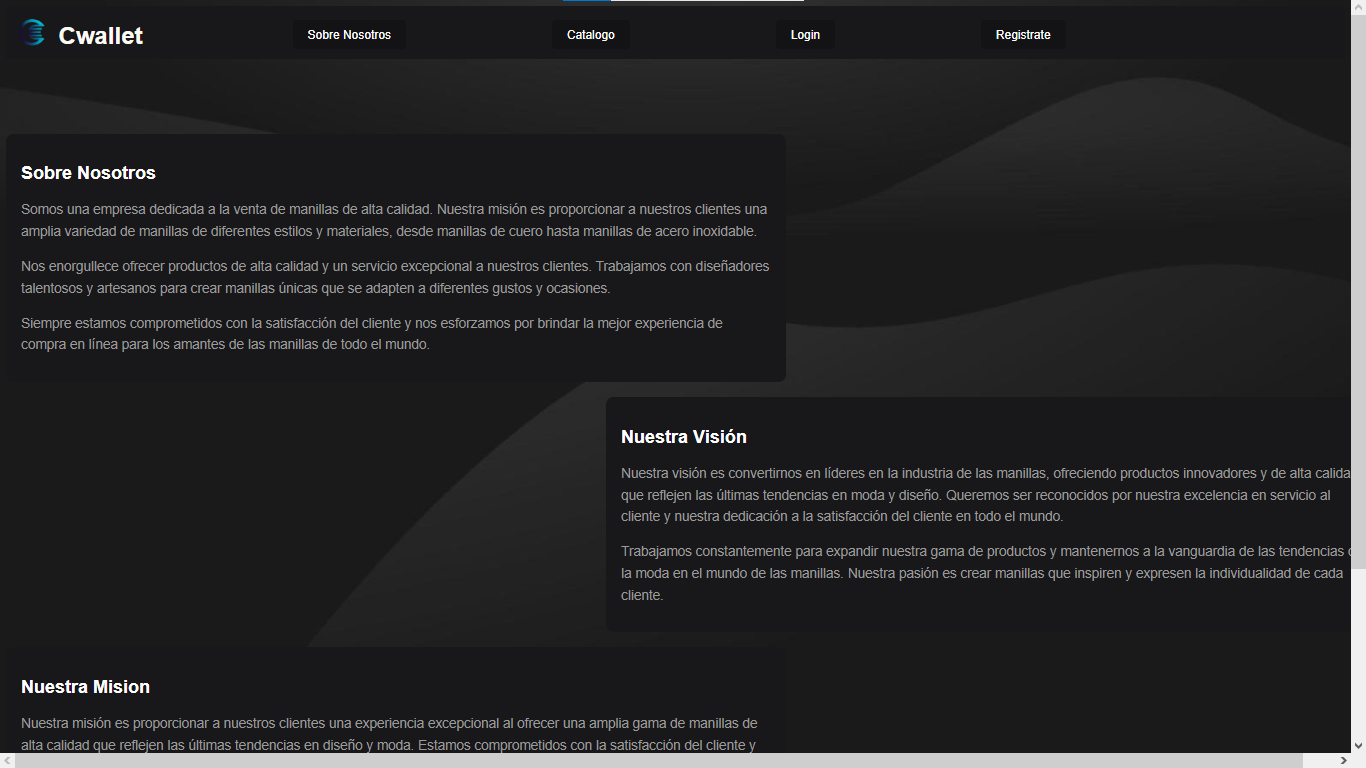 Cwallet
Sobre Nosotros
Catalogo
Login
Registrate
Sobre Nosotros
Somos una empresa dedicada a la venta de manillas de alta calidad. Nuestra misión es proporcionar a nuestros clientes una
amplia variedad de manillas de diferentes estilos y materiales, desde manillas de cuero hasta manillas de acero inoxidable.
Nos enorgullece ofrecer productos de alta calidad y un servicio excepcional a nuestros clientes. Trabajamos con diseñadores
talentosos y artesanos para crear manillas únicas que se adapten a diferentes gustos y ocasiones.
Siempre estamos comprometidos con la satisfacción del cliente y nos esforzamos por brindar la mejor experiencia de
compra en línea para los amantes de las manillas de todo el mundo.
Nuestra Visión
Nuestra visión es convertirnos en líderes en la industria de las manillas, ofreciendo productos innovadores y de alta calida
que reflejen las últimas tendencias en moda y diseño. Queremos ser reconocidos por nuestra excelencia en servicio al
cliente y nuestra dedicación a la satisfacción del cliente en todo el mundo.
Trabajamos constantemente para expandir nuestra gama de productos y mantenernos a la vanguardia de las tendencias
la moda en el mundo de las manillas. Nuestra pasión es crear manillas que inspiren y expresen la individualidad de cada
cliente.
Nuestra Mision
Nuestra misión es proporcionar a nuestros clientes una experiencia excepcional al ofrecer una amplia gama de manillas de
alta calidad que reflejen las últimas tendencias en diseño y moda. Estamos comprometidos con la satisfacción del cliente y